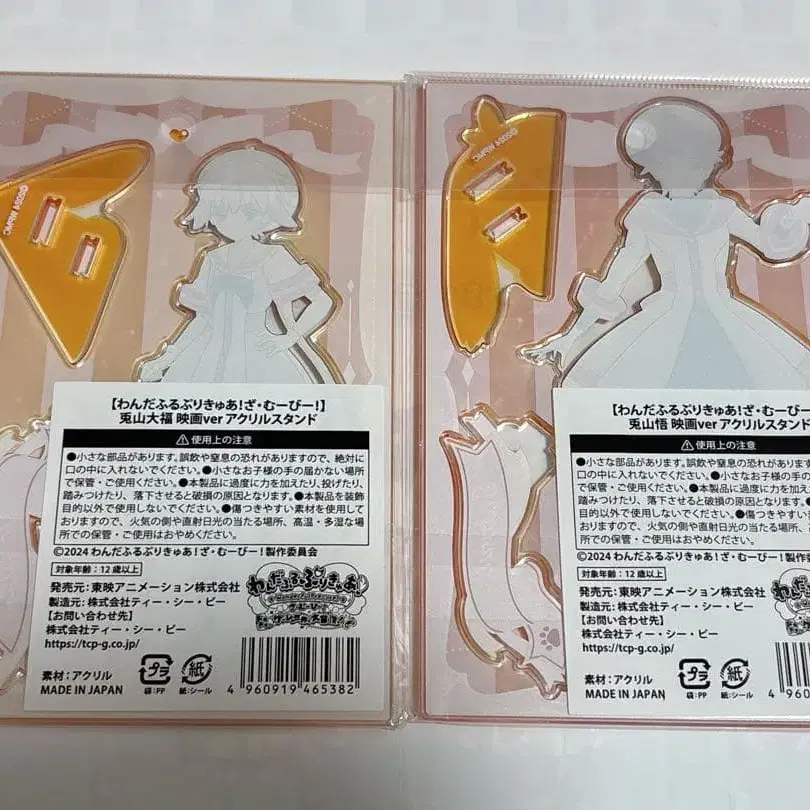 ©2024 WPMPC
【わんだふるぷりきゅあ！ざ・むーびー！】
兎山大福 映画ver アクリルスタンド
⚠使用上の注意
●小さな部品があります。誤飲や窒息の恐れがありますので、絶対に
口の中に入れないでください。●小さなお子様の手の届かない場所
で保管・ご使用ください。●本製品に過度に力を加えたり、投げたり、
踏みつけたり、落下させると破損の原因となります。●本製品を装飾
目的以外で使用しないでください。●傷つきやすい素材を使用して
おりますので、火気の側や直射日光の当たる場所、高温・多湿な場
所での保管・ご使用はおやめください。
©2024 わんだふるぷりきゅあ！ざ・むーびー！製作委員会
対象年齢：12歳以上
発売元：東映アニメーション株式会社
製造元：株式会社ティー・シー・ピー
【お問い合わせ先】
株式会社ティー・シー・ピー
https://tcp-g.co.jp/
わんだふるぷりきゅあ！
ざ・むーびー！
素材：アクリル
MADE IN JAPAN
プラ
袋：PP
紙
紙：シール
4 960919 465382
【わんだふるぷりきゅあ！ざ・むーびー
兎山悟 映画ver アクリルスタンド
⚠使用上の注意
●小さな部品があります。誤飲や窒息の恐れがありますので、
口の中に入れないでください。●小さなお子様の手の届かな
で保管・ご使用ください。●本製品に過度に力を加え
踏みつけたり、落下させると破損の原因となります。●本製
目的以外で使用しないでください。●傷つきやすい
おりますので、火気の側や直射日光の当たる場所、高
所での保管・ご使用はおやめください。
©2024 わんだふるぷりきゅあ！ざ・むーびー！製作委員会
対象年齢：12歳以上
発売元：東映アニメーション株式会社
製造元：株式会社ティー・シー・ピー
【お問い合わせ先】
株式会社ティー・シー・ピー
https://tcp-g.co.jp/
素材：アクリル
MADE IN JAPAN
プラ
袋：PP
紙
紙：シール
4 960